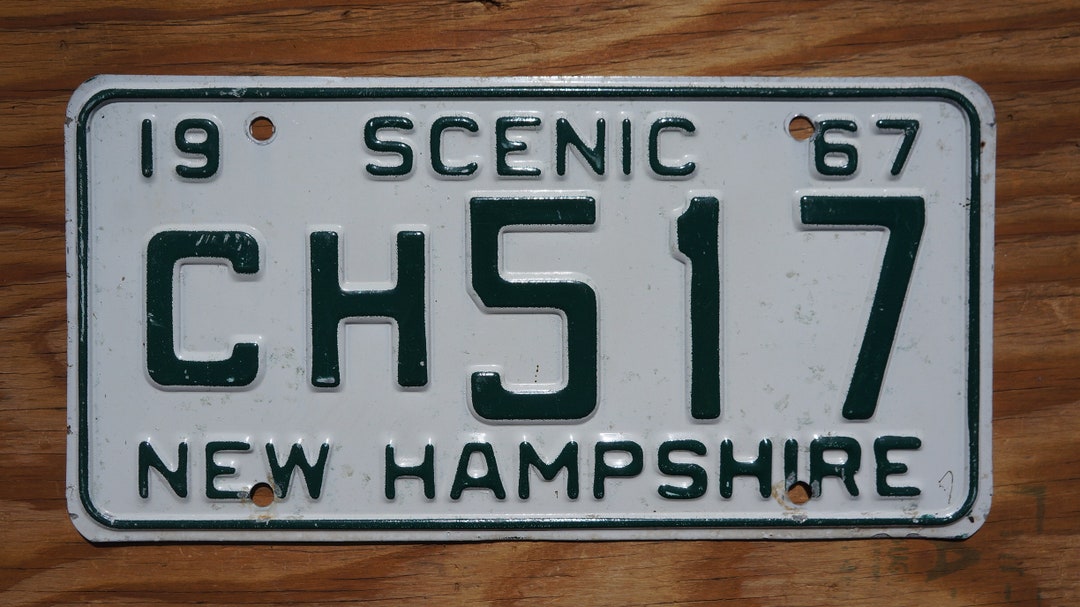 19 SCENIC 67
CH517
NEW HAMPSHIRE